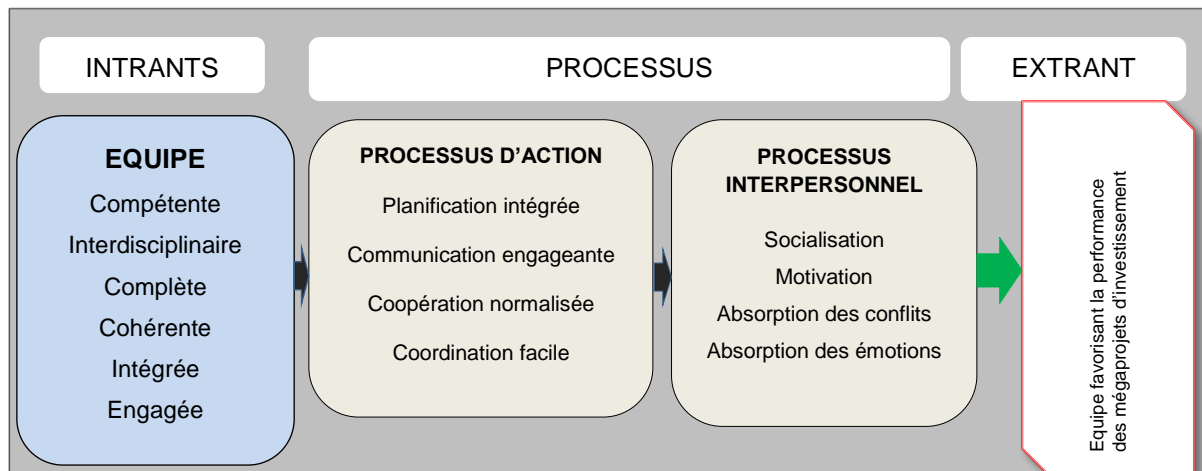 INTRANTS
PROCESSUS
EXTRANT
EQUIPE
Compétente
Interdisciplinaire
Complète
Cohérente
Intégrée
Engagée
PROCESSUS D’ACTION
Planification intégrée
Communication engageante
Coopération normalisée
Coordination facile
PROCESSUS
INTERPERSONNEL
Socialisation
Motivation
Absorption des conflits
Absorption des émotions
Equipe favorisant la performance
des mégaprojets d’investissement